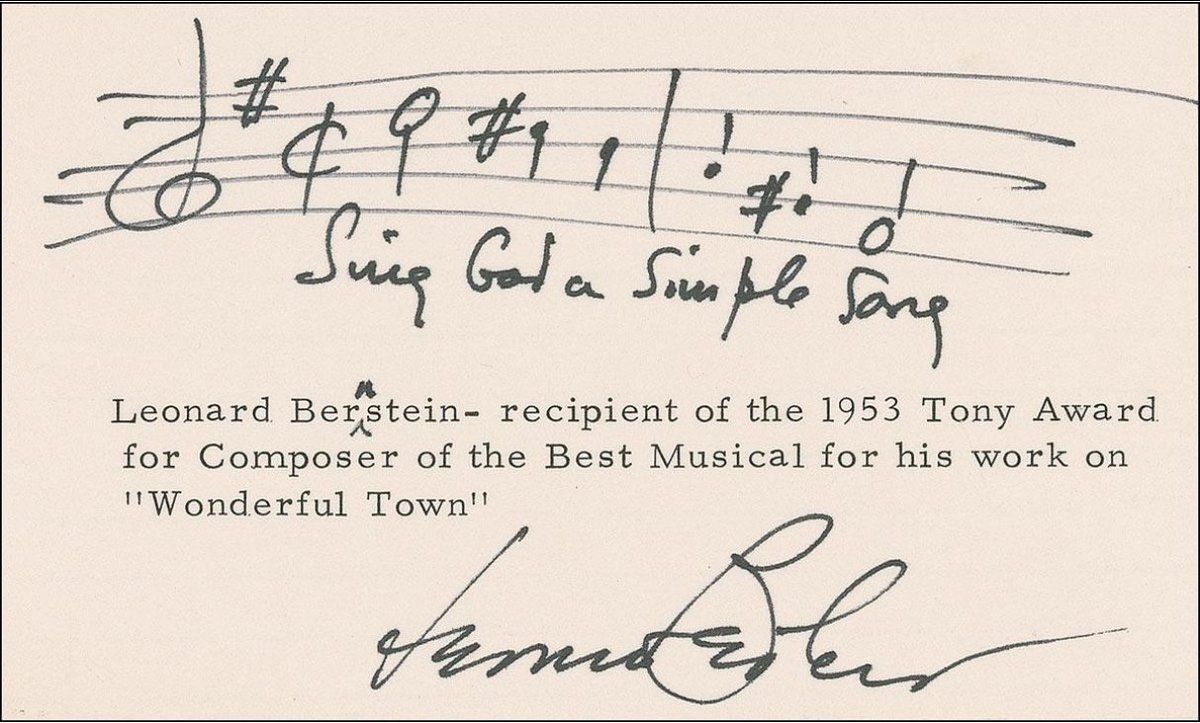 Sing God a Simple Song
Leonard Bernstein- recipient of the 1953 Tony Award
for Composer of the Best Musical for his work on
"Wonderful Town"
Leonard Bernstein